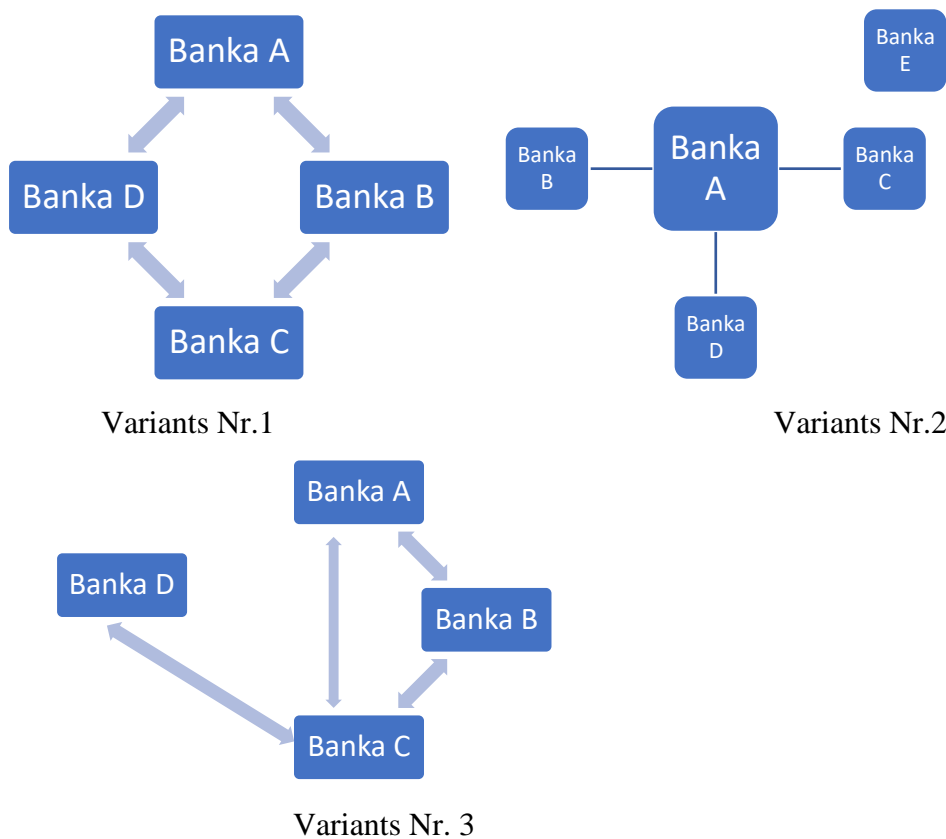 Banka A
Banka D
Banka B
Banka C
Variants Nr.1
Banka
E
Banka
B
Banka
A
Banka
C
Banka
D
Variants Nr.2
Banka A
Banka D
Banka B
Banka C
Variants Nr. 3